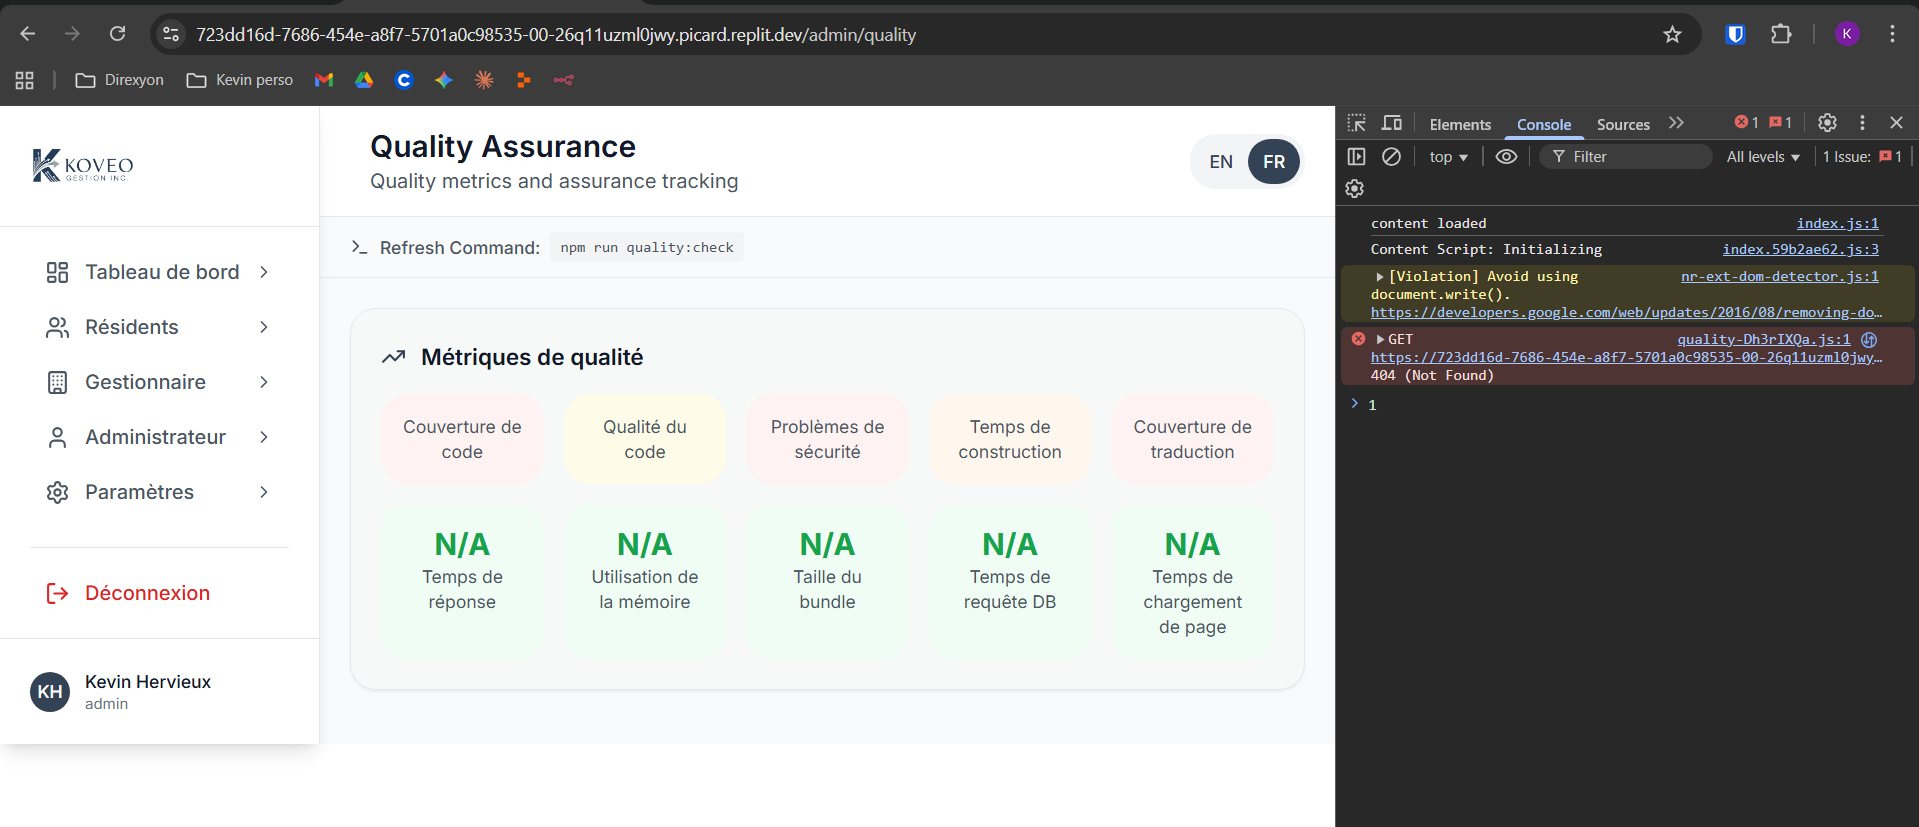 723dd16d-7686-454e-a8f7-5701a0c98535-00-26q11uzml0jwy.picard.replit.dev/admin/quality
K
Direxyon
Kevin perso
KOVEO
GESTION INC.
Tableau de bord
Résidents
Gestionnaire
Administrateur
Paramètres
Déconnexion
KH
Kevin Hervieux
admin
Quality Assurance
Quality metrics and assurance tracking
EN FR
Refresh Command: npm run quality:check
Métriques de qualité
Couverture de
code
Qualité du
code
Problèmes de
sécurité
Temps de
construction
Couverture de
traduction
N/A
Temps de
réponse
N/A
Utilisation de
la mémoire
N/A
Taille du
bundle
N/A
Temps de
requête DB
N/A
Temps de
chargement
de page
Elements Console Sources 1 1
top Filter All levels 1 Issue: 1
content loaded index.js:1
Content Script: Initializing index.59b2ae62.js:3
[Violation] Avoid using nr-ext-dom-detector.js:1
document.write().
https://developers.google.com/web/updates/2016/08/removing-do…
GET quality-Dh3rIXQa.js:1
https://723dd16d-7686-454e-a8f7-5701a0c98535-00-26q11uzml0jwy…
404 (Not Found)
1